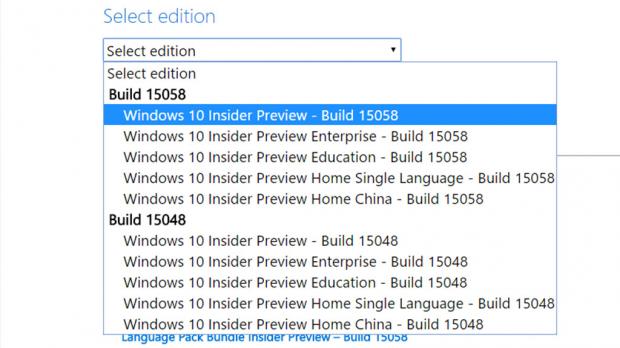 Select edition
Select edition
Select edition
Build 15058
Windows 10 Insider Preview - Build 15058
Windows 10 Insider Preview Enterprise - Build 15058
Windows 10 Insider Preview Education - Build 15058
Windows 10 Insider Preview Home Single Language - Build 15058
Windows 10 Insider Preview Home China - Build 15058
Build 15048
Windows 10 Insider Preview - Build 15048
Windows 10 Insider Preview Enterprise - Build 15048
Windows 10 Insider Preview Education - Build 15048
Windows 10 Insider Preview Home Single Language - Build 15048
Windows 10 Insider Preview Home China - Build 15048
Language Pack Bundle Insider Preview – Build 15058